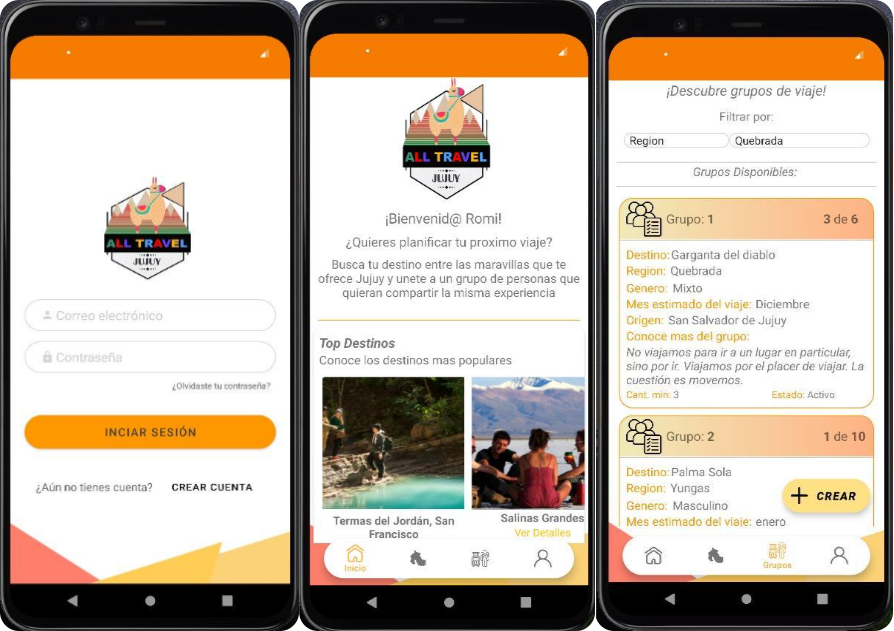 ALL TRAVEL
JUJUY
Correo electrónico
Contraseña
¿Olvidaste tu contraseña?
INCIAR SESIÓN
¿Aún no tienes cuenta? CREAR CUENTA
ALL TRAVEL
JUJUY
¡Bienvenid@ Romi!
¿Quieres planificar tu proximo viaje?
Busca tu destino entre las maravillas que te
ofrece Jujuy y unete a un grupo de personas que
quieran compartir la misma experiencia
Top Destinos
Conoce los destinos mas populares
Termas del Jordán, San
Francisco
Salinas Grandes
Ver Detalles
Inicio
¡Descubre grupos de viaje!
Filtrar por:
Region Quebrada
Grupos Disponibles:
Grupo: 1 3 de 6
Destino:Garganta del diablo
Region: Quebrada
Genero: Mixto
Mes estimado del viaje: Diciembre
Origen: San Salvador de Jujuy
Conoce mas del grupo:
No viajamos para ir a un lugar en particular,
sino por ir. Viajamos por el placer de viajar. La
cuestión es movernos.
Cant. min: 3 Estado: Activo
Grupo: 2 1 de 10
Destino:Palma Sola
Region: Yungas
Genero: Masculino
Mes estimado del viaje: enero
+ CREAR
Grupos